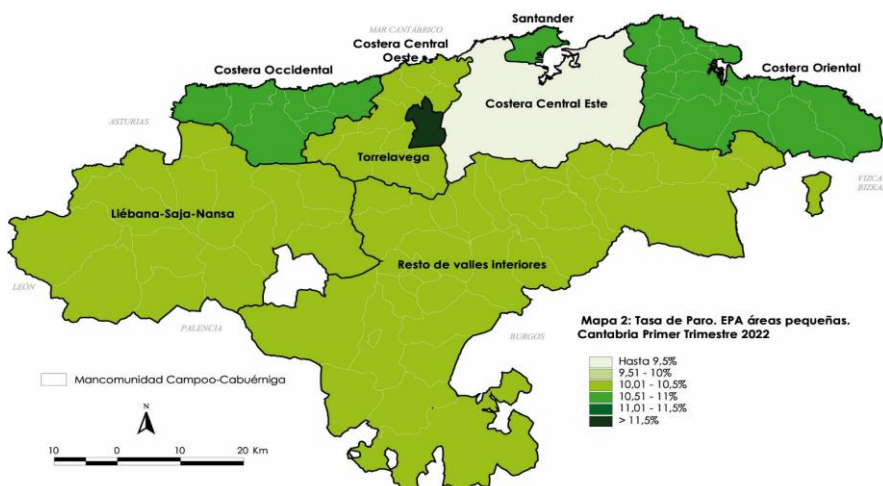 MAR CANTÁBRICO
Santander
Costera Central
Oeste
Costera Occidental
Costera Oriental
Costera Central Este
ASTURIAS
Torrelavega
VIZCA
BIZKA
Liébana-Saja-Nansa
Resto de valles interiores
LEÓN
PALENCIA
BURGOS
Mapa 2: Tasa de Paro. EPA áreas pequeñas.
Cantabria Primer Trimestre 2022
Hasta 9,5%
9,51 - 10%
10,01 - 10,5%
10,51 - 11%
11,01 - 11,5%
> 11,5%
Mancomunidad Campoo-Cabuérniga
N
10 0 10 20 Km